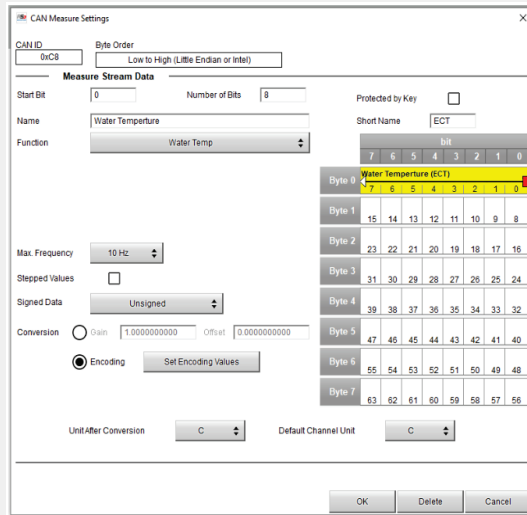 CAN Measure Settings
CAN ID
Byte Order
0xC8
Low to High (Little Endian or Intel)
Measure Stream Data
Start Bit
0
Number of Bits
8
Protected by Key
Name
Water Temperture
Short Name
ECT
Function
Water Temp
bit
7 6 5 4 3 2 1 0
Byte 0
Water Temperture (ECT)
7 6 5 4 3 2 1 0
Byte 1
15 14 13 12 11 10 9 8
Byte 2
23 22 21 20 19 18 17 16
Byte 3
31 30 29 28 27 26 25 24
Byte 4
39 38 37 36 35 34 33 32
Byte 5
47 46 45 44 43 42 41 40
Byte 6
55 54 53 52 51 50 49 48
Byte 7
63 62 61 60 59 58 57 56
Max. Frequency
10 Hz
Stepped Values
Signed Data
Unsigned
Conversion
Gain
1.0000000000
Offset
0.0000000000
Encoding
Set Encoding Values
Unit After Conversion
C
Default Channel Unit
C
OK
Delete
Cancel